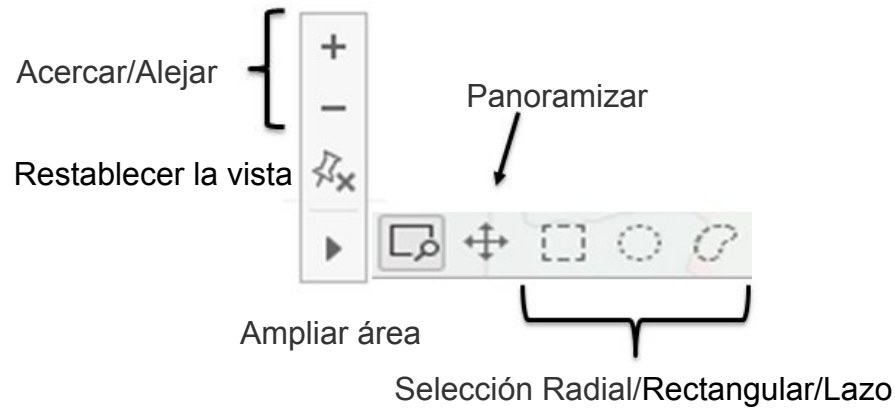 Acercar/Alejar
Panoramizar
Restablecer la vista
Ampliar área
Selección Radial/Rectangular/Lazo